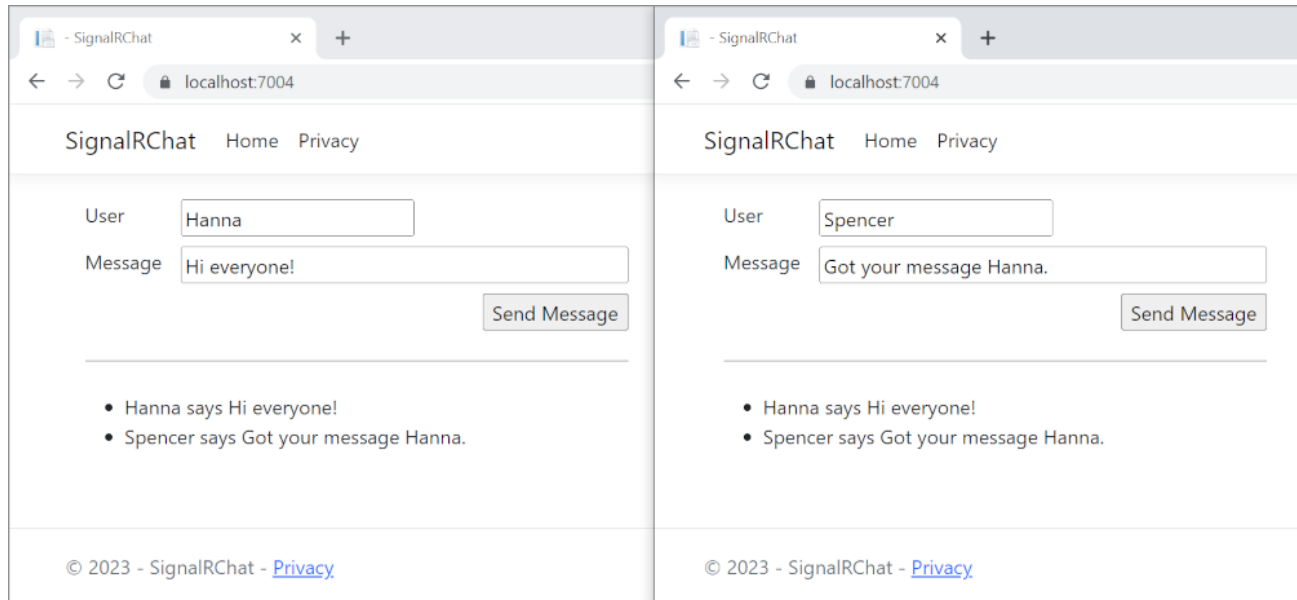 - SignalRChat
localhost:7004
SignalRChat Home Privacy
User Hanna
Message Hi everyone!
Send Message
• Hanna says Hi everyone!
• Spencer says Got your message Hanna.
© 2023 - SignalRChat - Privacy
- SignalRChat
localhost:7004
SignalRChat Home Privacy
User Spencer
Message Got your message Hanna.
Send Message
• Hanna says Hi everyone!
• Spencer says Got your message Hanna.
© 2023 - SignalRChat - Privacy